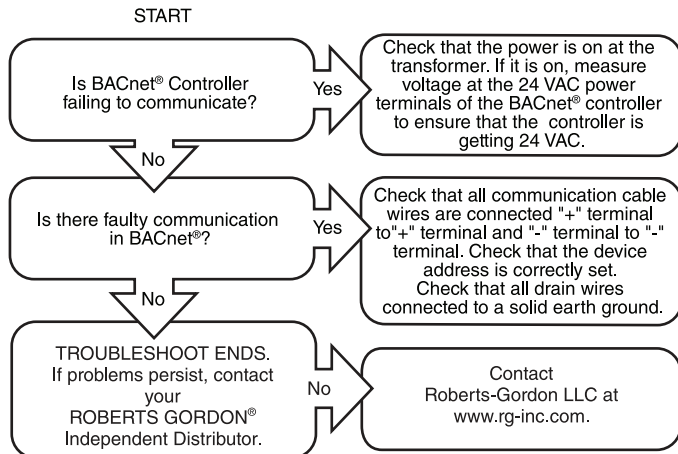 START
Is BACnet® Controller
failing to communicate?
Yes
Check that the power is on at the
transformer. If it is on, measure
voltage at the 24 VAC power
terminals of the BACnet® controller
to ensure that the controller is
getting 24 VAC.
No
Is there faulty communication
in BACnet®?
Yes
Check that all communication cable
wires are connected "+" terminal
to"+" terminal and "-" terminal to "-"
terminal. Check that the device
address is correctly set.
Check that all drain wires
connected to a solid earth ground.
No
TROUBLESHOOT ENDS.
If problems persist, contact
your
ROBERTS GORDON®
Independent Distributor.
No
Contact
Roberts-Gordon LLC at
www.rg-inc.com.